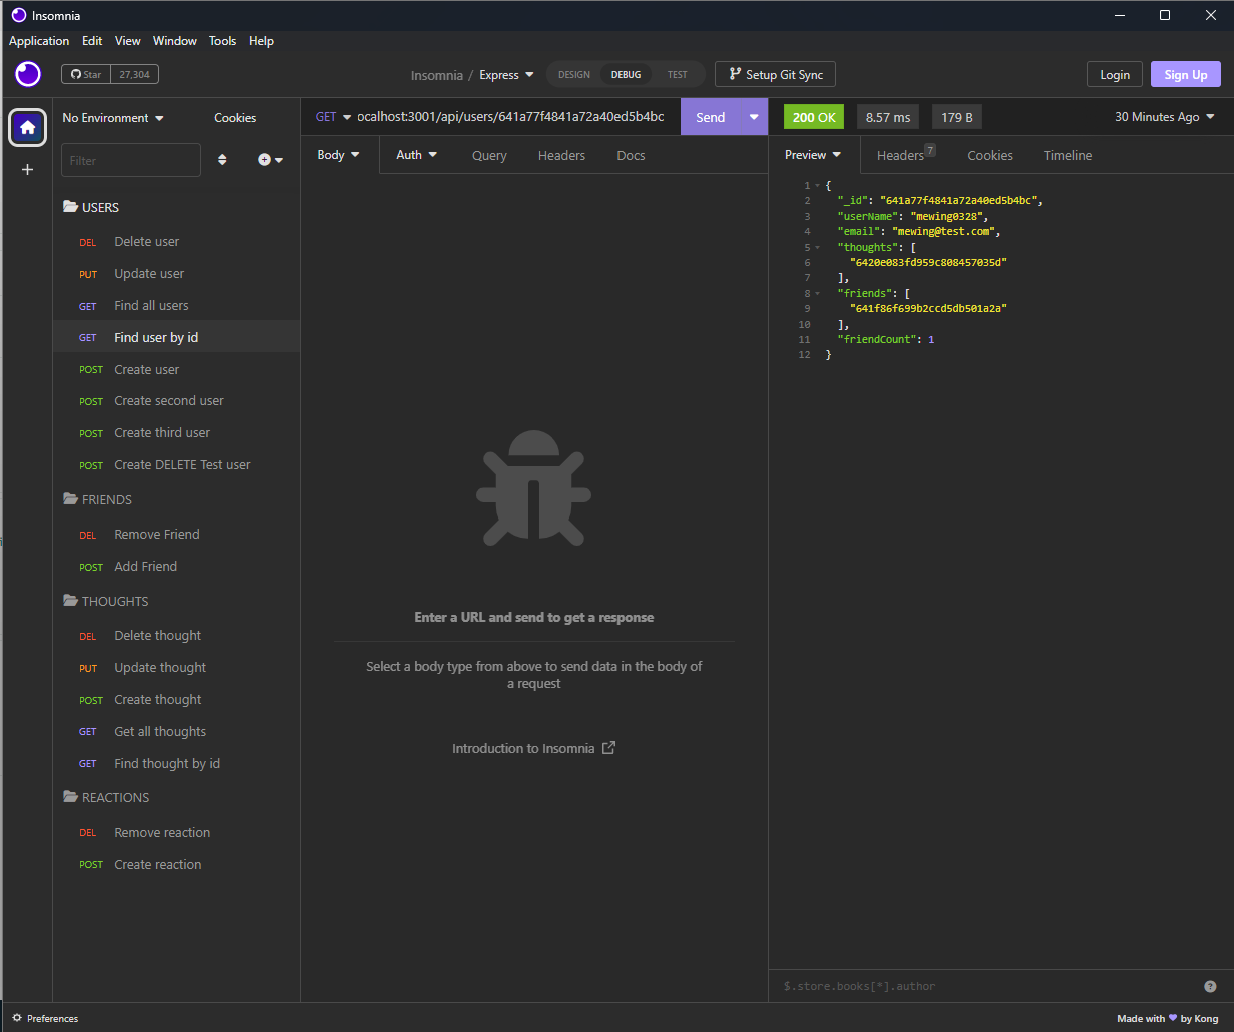 Insomnia
Application Edit View Window Tools Help
Star 27,304
Insomnia / Express
DESIGN DEBUG TEST
Setup Git Sync
Login
Sign Up
No Environment
Cookies
Filter
USERS
DEL Delete user
PUT Update user
GET Find all users
GET Find user by id
POST Create user
POST Create second user
POST Create third user
POST Create DELETE Test user
FRIENDS
DEL Remove Friend
POST Add Friend
THOUGHTS
DEL Delete thought
PUT Update thought
POST Create thought
GET Get all thoughts
GET Find thought by id
REACTIONS
DEL Remove reaction
POST Create reaction
GET ocalhost:3001/api/users/641a77f4841a72a40ed5b4bc Send
Body Auth Query Headers Docs
Enter a URL and send to get a response
Select a body type from above to send data in the body of
a request
Introduction to Insomnia
200 OK 8.57 ms 179 B 30 Minutes Ago
Preview Headers 7 Cookies Timeline
1 {
2 "_id": "641a77f4841a72a40ed5b4bc",
3 "userName": "mewing0328",
4 "email": "mewing@test.com",
5 "thoughts": [
6 "6420e083fd959c808457035d"
7 ],
8 "friends": [
9 "641f86f699b2ccd5db501a2a"
10 ],
11 "friendCount": 1
12 }
$.store.books[*].author
?
Preferences
Made with ♥ by Kong